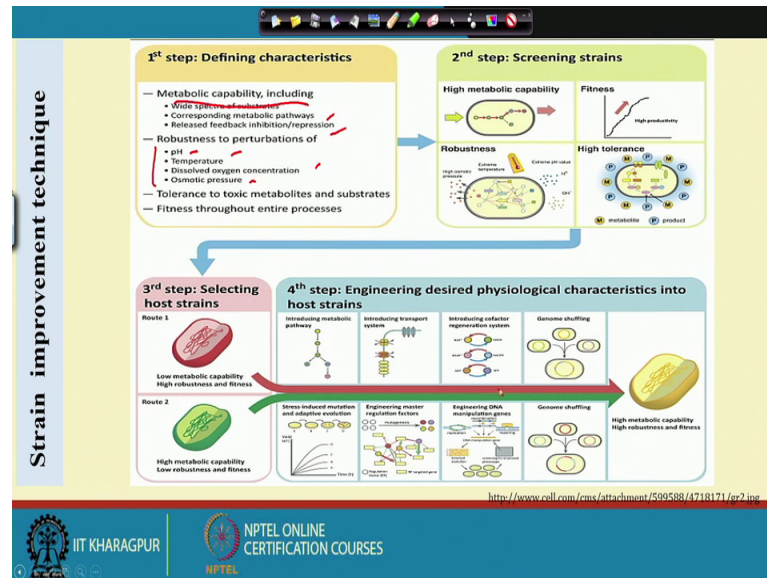 Strain improvement technique
1st step: Defining characteristics
— Metabolic capability, including
• Wide spectra of substrates
• Corresponding metabolic pathways
• Released feedback inhibition/repression
— Robustness to perturbations of
• pH
• Temperature
• Dissolved oxygen concentration
• Osmotic pressure
— Tolerance to toxic metabolites and substrates
— Fitness throughout entire processes
2nd step: Screening strains
High metabolic capability
Fitness
High productivity
Robustness
High osmotic
pressure
Extreme
temperature
Extreme pH value
H+
OH-
High tolerance
M
P
M metabolite P product
3rd step: Selecting
host strains
Route 1
Low metabolic capability
High robustness and fitness
Route 2
High metabolic capability
Low robustness and fitness
4th step: Engineering desired physiological characteristics into
host strains
Introducing metabolic
pathway
Introducing transport
system
Introducing cofactor
regeneration system
Genome shuffling
Stress-induced mutation
and adaptive evolution
Time (h)
Engineering master
regulation factors
mutagenesis
Engineering DNA
manipulation genes
Genome shuffling
High metabolic capability
High robustness and fitness
http://www.cell.com/cms/attachment/599588/4718171/gr2.jpg
IIT KHARAGPUR
NPTEL
NPTEL ONLINE
CERTIFICATION COURSES